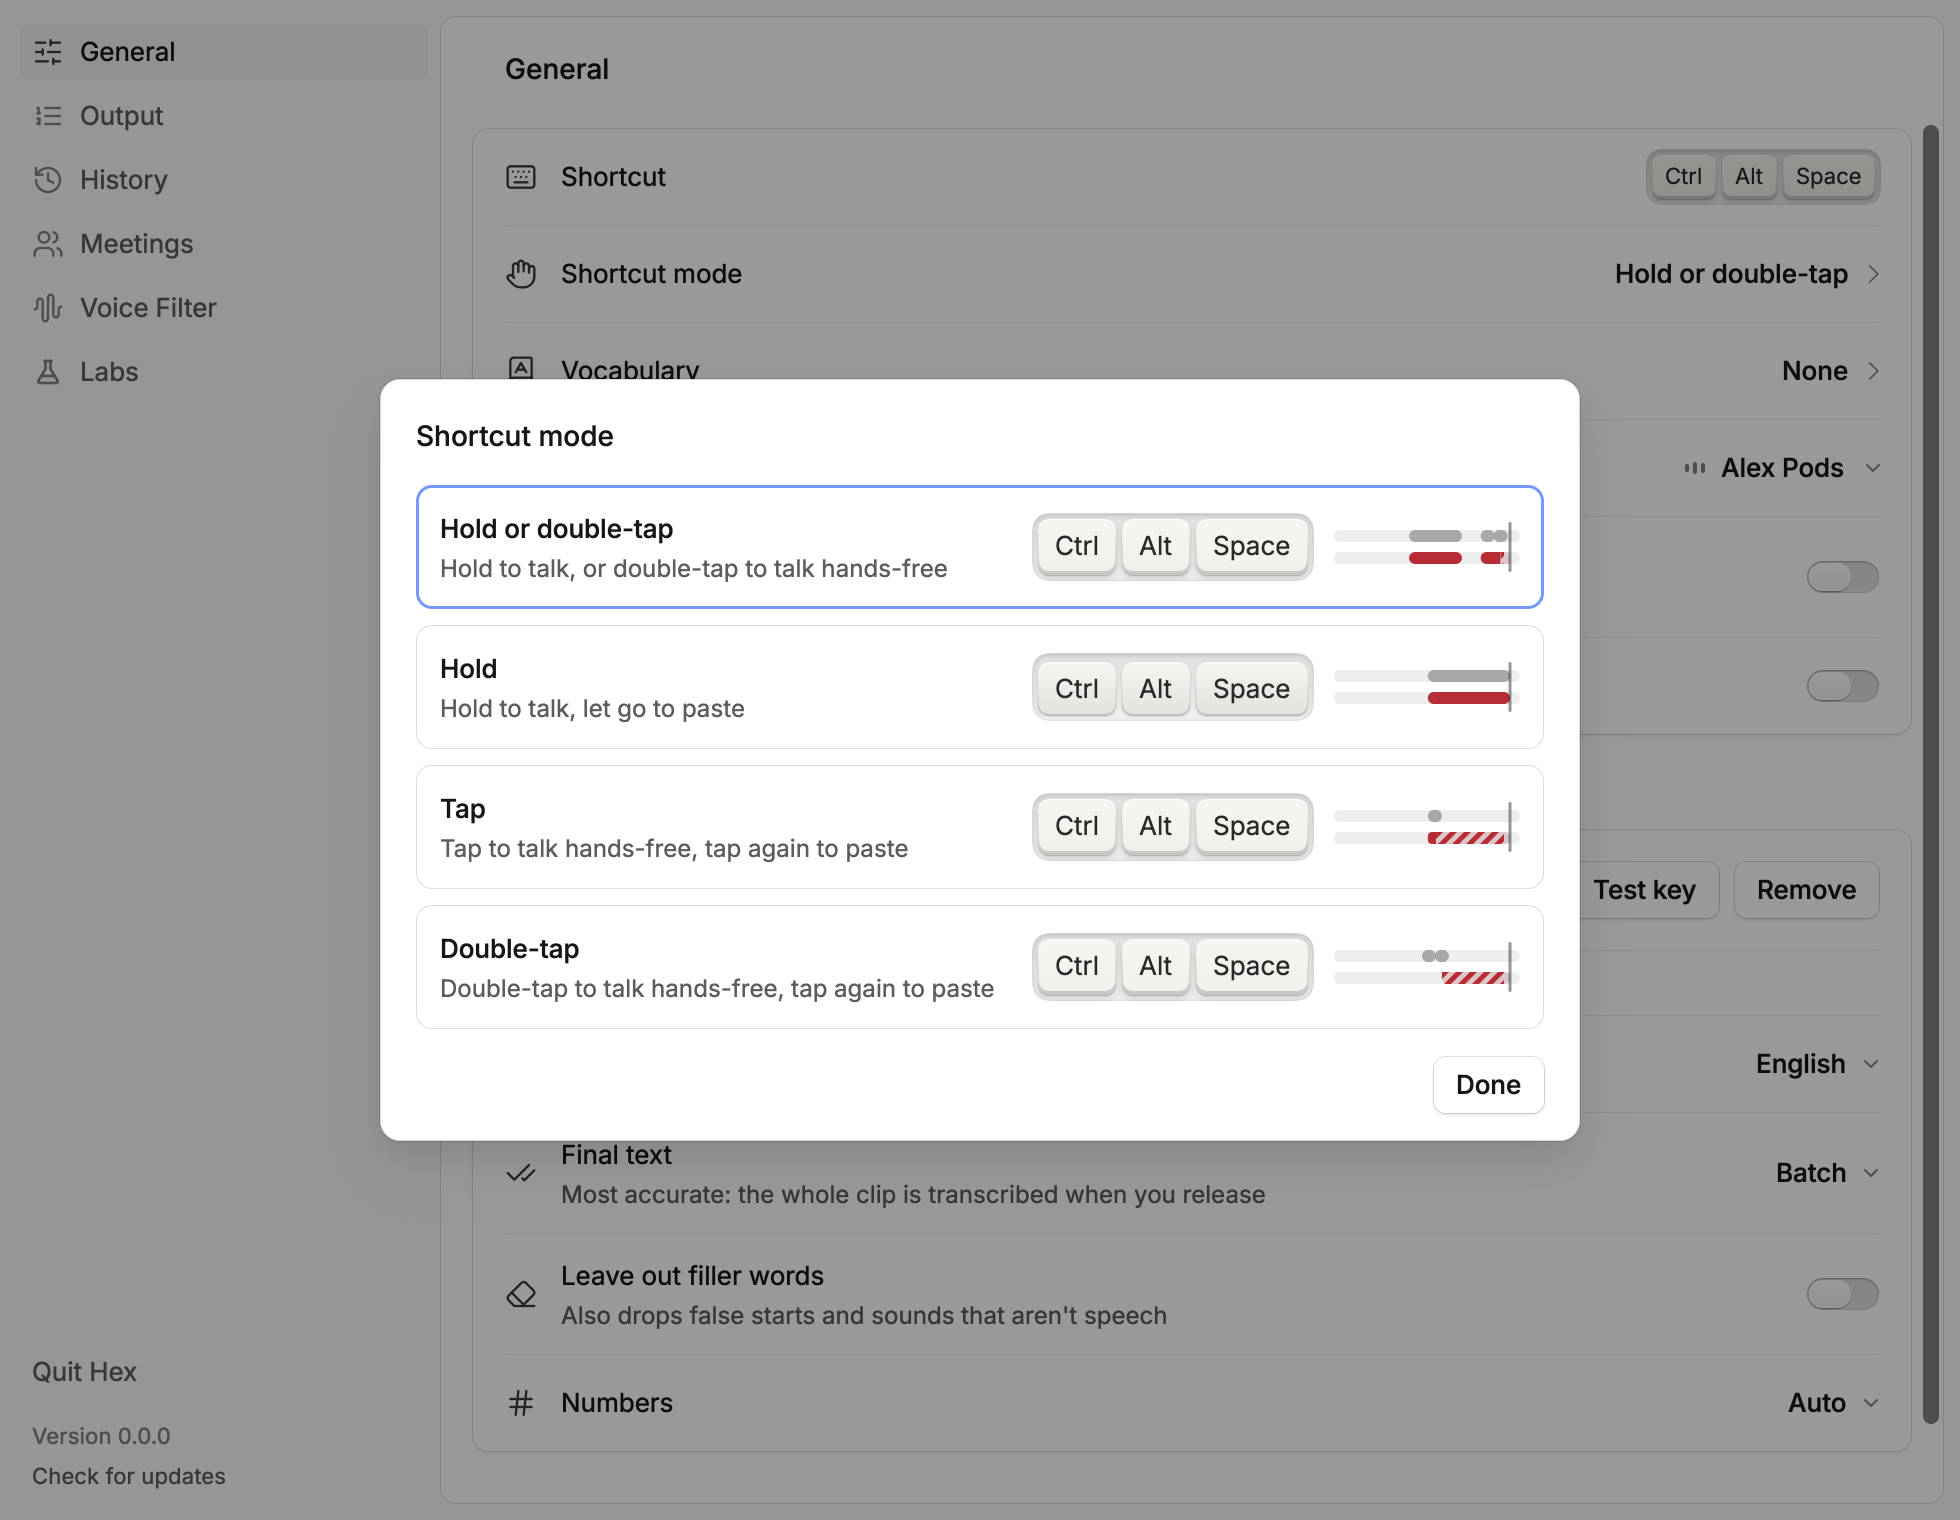 General
Output
History
Meetings
Voice Filter
Labs
Quit Hex
Version 0.0.0
Check for updates
General
Shortcut
Ctrl Alt Space
Shortcut mode
Hold or double-tap
Vocabulary
None
Alex Pods
Shortcut mode
Hold or double-tap
Hold to talk, or double-tap to talk hands-free
Ctrl Alt Space
Hold
Hold to talk, let go to paste
Ctrl Alt Space
Tap
Tap to talk hands-free, tap again to paste
Ctrl Alt Space
Double-tap
Double-tap to talk hands-free, tap again to paste
Ctrl Alt Space
Done
Test key
Remove
English
Final text
Most accurate: the whole clip is transcribed when you release
Batch
Leave out filler words
Also drops false starts and sounds that aren't speech
Numbers
Auto